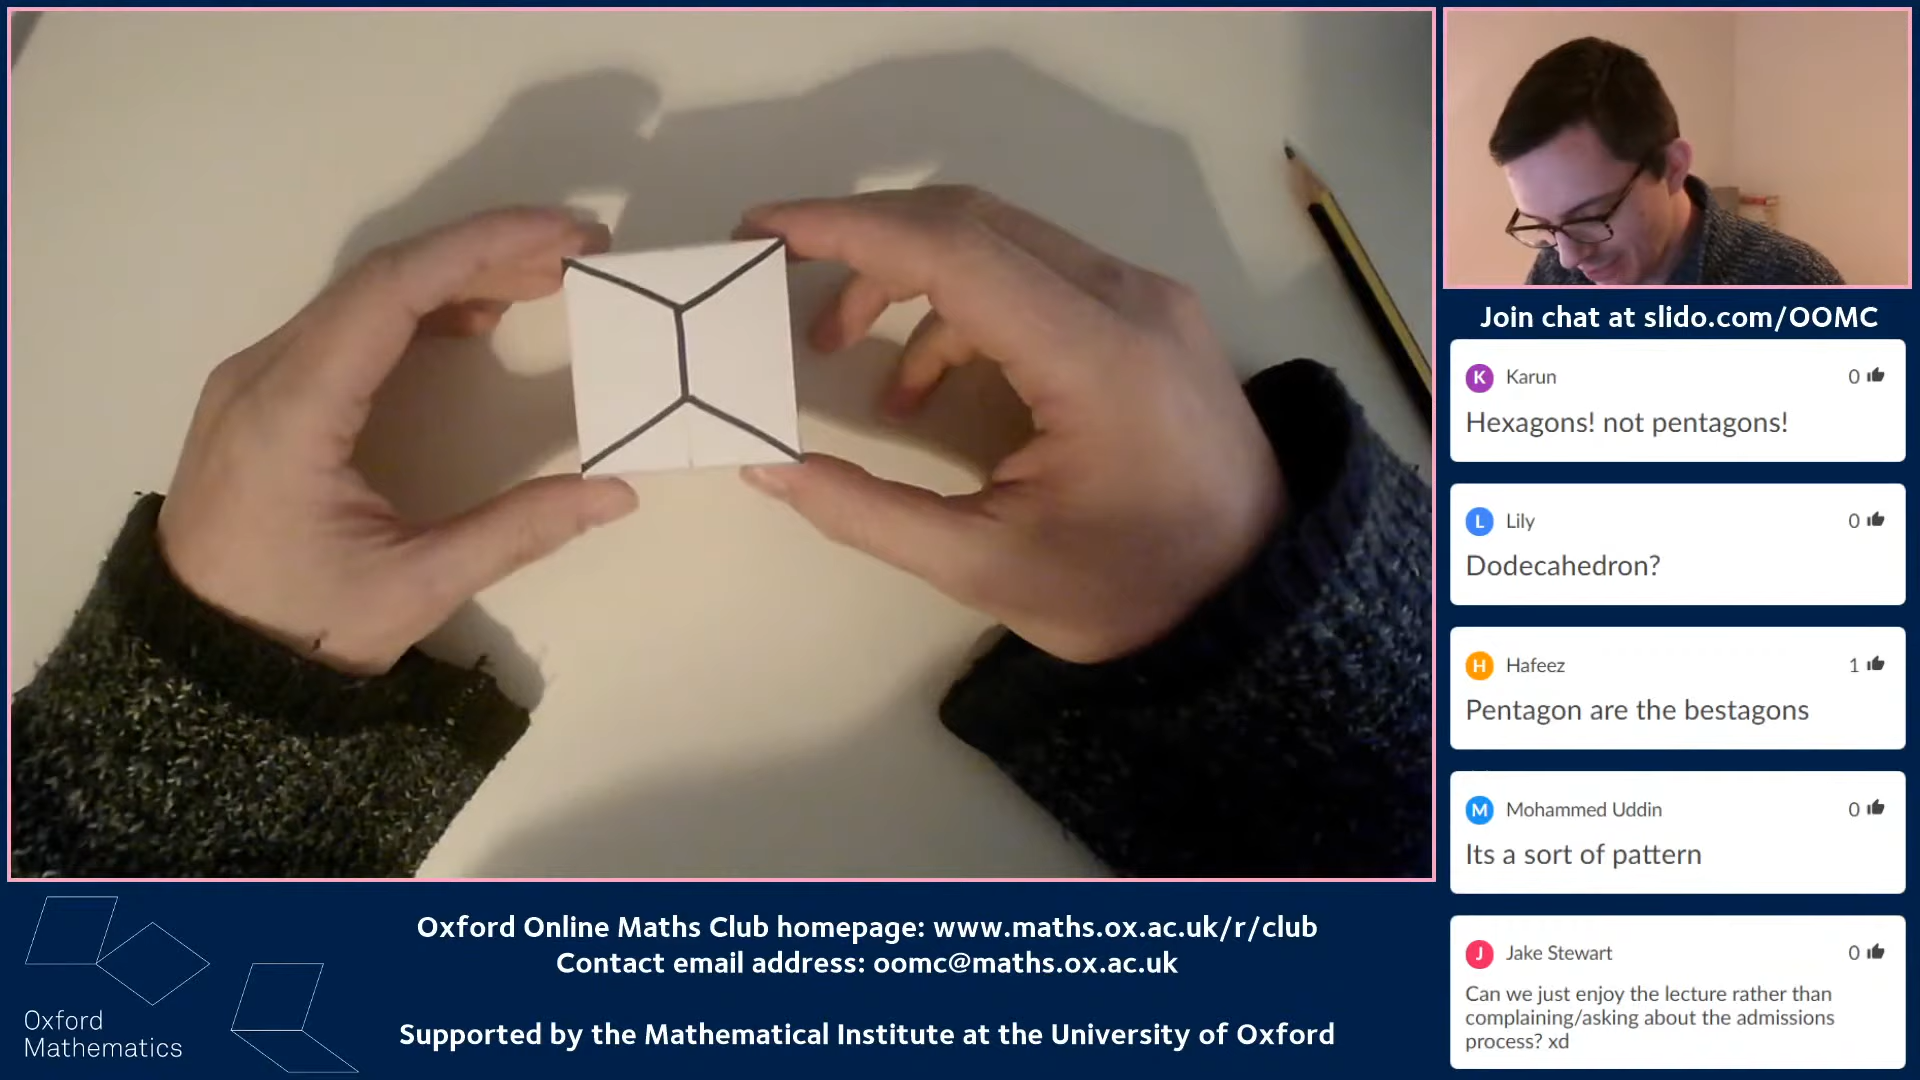 Join chat at slido.com/OOMC
K Karun 0
Hexagons! not pentagons!
L Lily 0
Dodecahedron?
H Hafeez 1
Pentagon are the bestagons
M Mohammed Uddin 0
Its a sort of pattern
J Jake Stewart 0
Can we just enjoy the lecture rather than
complaining/asking about the admissions
process? xd
Oxford Online Maths Club homepage: www.maths.ox.ac.uk/r/club
Contact email address: oomc@maths.ox.ac.uk
Supported by the Mathematical Institute at the University of Oxford
Oxford
Mathematics